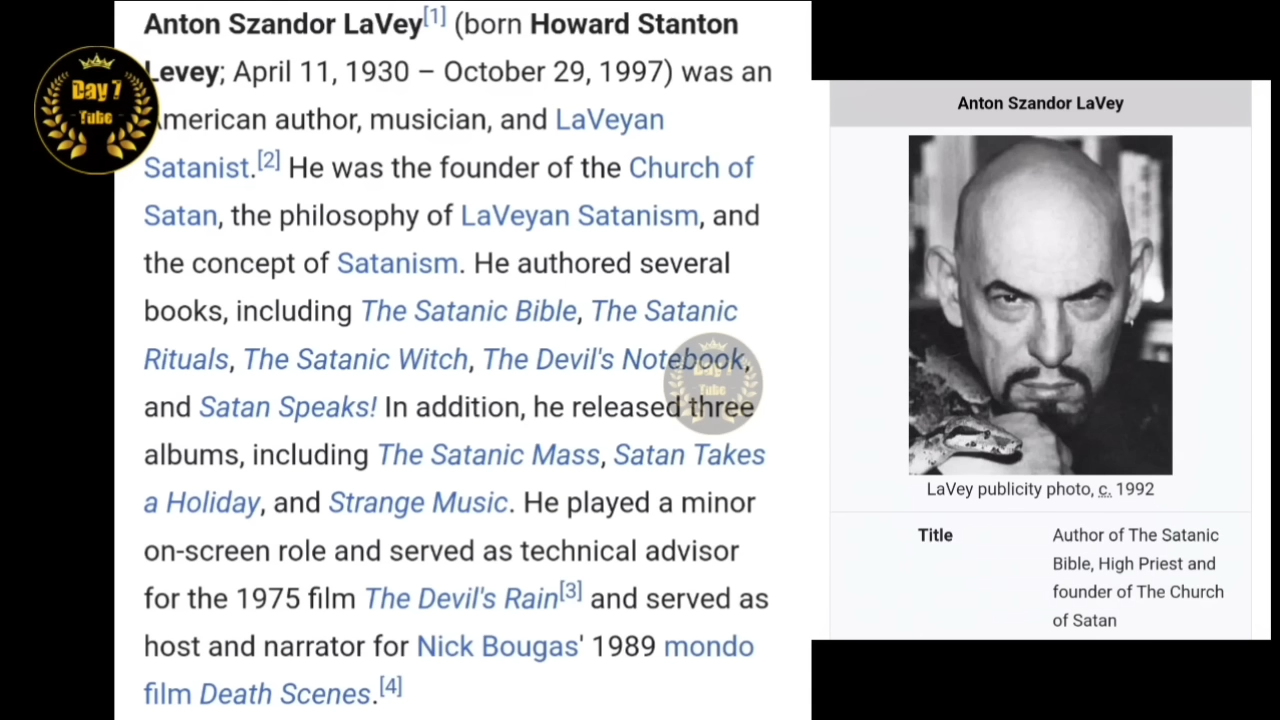 Anton Szandor LaVey[1] (born Howard Stanton
Levey; April 11, 1930 – October 29, 1997) was an
American author, musician, and LaVeyan
Satanist.[2] He was the founder of the Church of
Satan, the philosophy of LaVeyan Satanism, and
the concept of Satanism. He authored several
books, including The Satanic Bible, The Satanic
Rituals, The Satanic Witch, The Devil's Notebook,
and Satan Speaks! In addition, he released three
albums, including The Satanic Mass, Satan Takes
a Holiday, and Strange Music. He played a minor
on-screen role and served as technical advisor
for the 1975 film The Devil's Rain[3] and served as
host and narrator for Nick Bougas' 1989 mondo
film Death Scenes.[4]
Day 7
Tube
Day 7
Tube
Anton Szandor LaVey
LaVey publicity photo, c. 1992
Title
Author of The Satanic
Bible, High Priest and
founder of The Church
of Satan